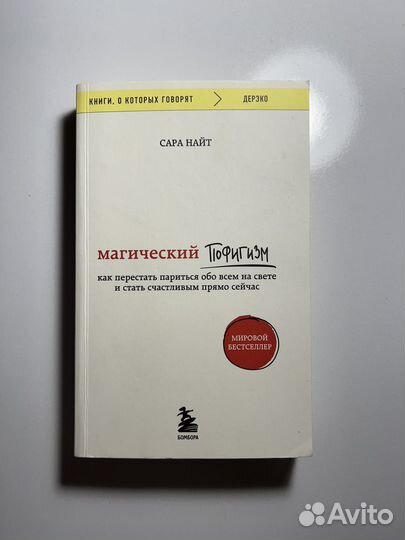 КНИГИ, О КОТОРЫХ ГОВОРЯТ > ДЕРЗКО
САРА НАЙТ
магический ПОФИГИЗМ
как перестать париться обо всем на свете
и стать счастливым прямо сейчас
МИРОВОЙ
БЕСТСЕЛЛЕР
БОМБОРА
Avito